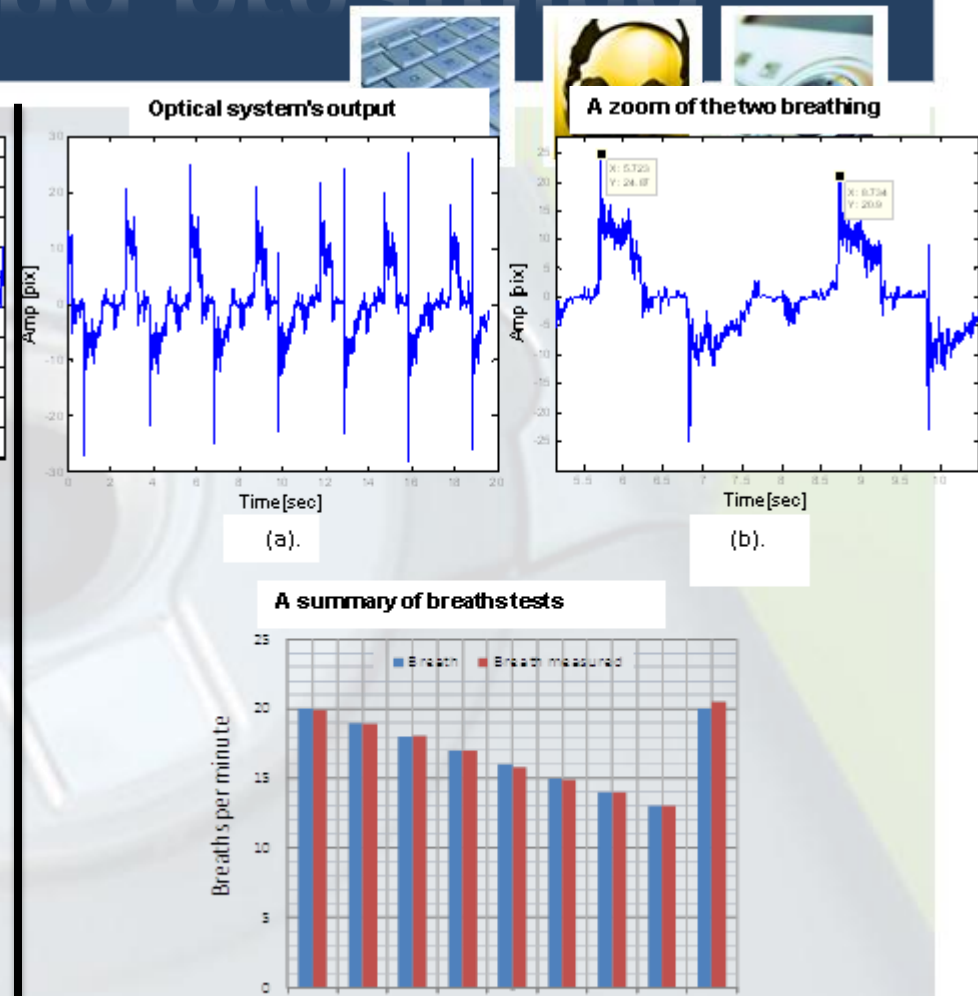 Optical system's output
A zoom of the two breathing
30
20
10
0
-10
-20
-30
Amp [pix]
0 2 4 6 8 10 12 14 16 18 20
Time[sec]
(a).
25
20
15
10
5
0
-5
-10
-15
-20
-25
Amp [pix]
X: 5.723
X: 8.734
Y: 20.9
5.5 6 6.5 7 7.5 8 8.5 9 9.5 10
Time[sec]
(b).
A summary of breaths tests
25
20
15
10
5
0
Breaths per minute
Breath Breath measured